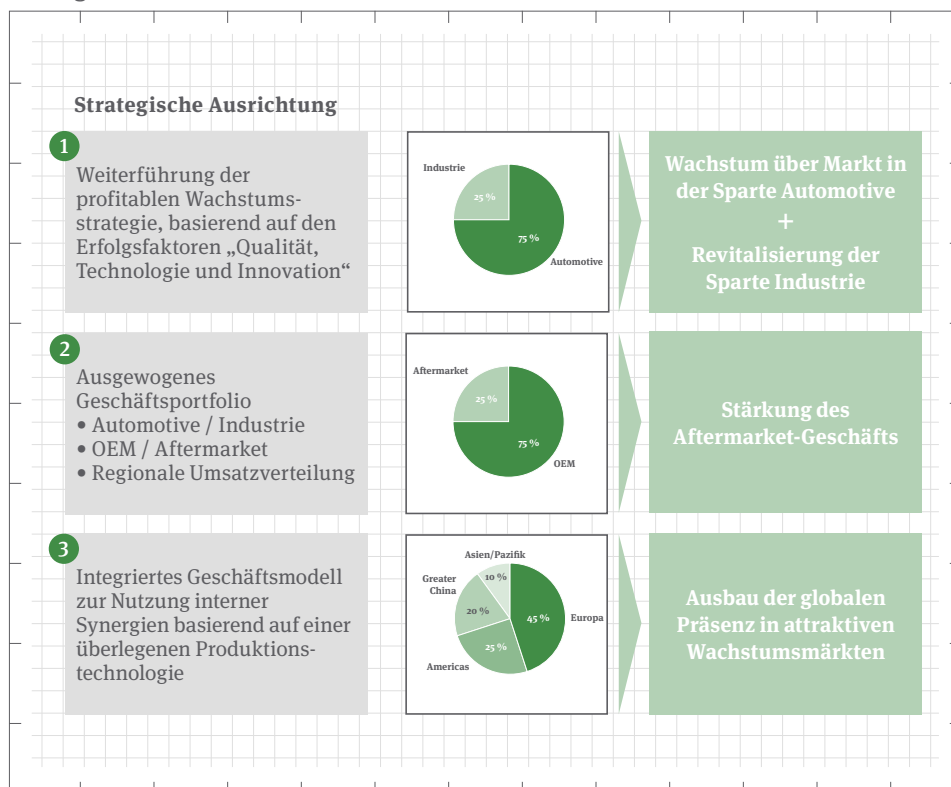 Strategische Ausrichtung
1
Weiterführung der
profitablen Wachstums-
strategie, basierend auf den
Erfolgsfaktoren „Qualität,
Technologie und Innovation“
Industrie
25 %
75 %
Automotive
Wachstum über Markt in
der Sparte Automotive
+
Revitalisierung der
Sparte Industrie
2
Ausgewogenes
Geschäftsportfolio
• Automotive / Industrie
• OEM / Aftermarket
• Regionale Umsatzverteilung
Aftermarket
25 %
75 %
OEM
Stärkung des
Aftermarket-Geschäfts
3
Integriertes Geschäftsmodell
zur Nutzung interner
Synergien basierend auf einer
überlegenen Produktions-
technologie
Asien/Pazifik
10 %
Greater
China
20 %
45 %
Europa
25 %
Americas
Ausbau der globalen
Präsenz in attraktiven
Wachstumsmärkten